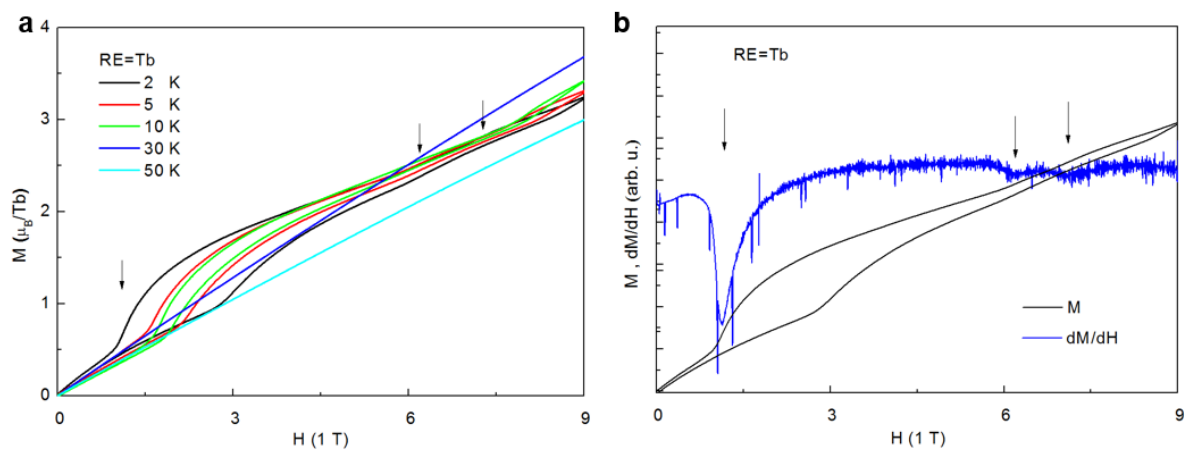 a
4
3
2
1
0
M (μB/Tb)
RE=Tb
2 K
5 K
10 K
30 K
50 K
0 3 6 9
H (1 T)
b
RE=Tb
M , dM/dH (arb. u.)
M
dM/dH
0 3 6 9
H (1 T)